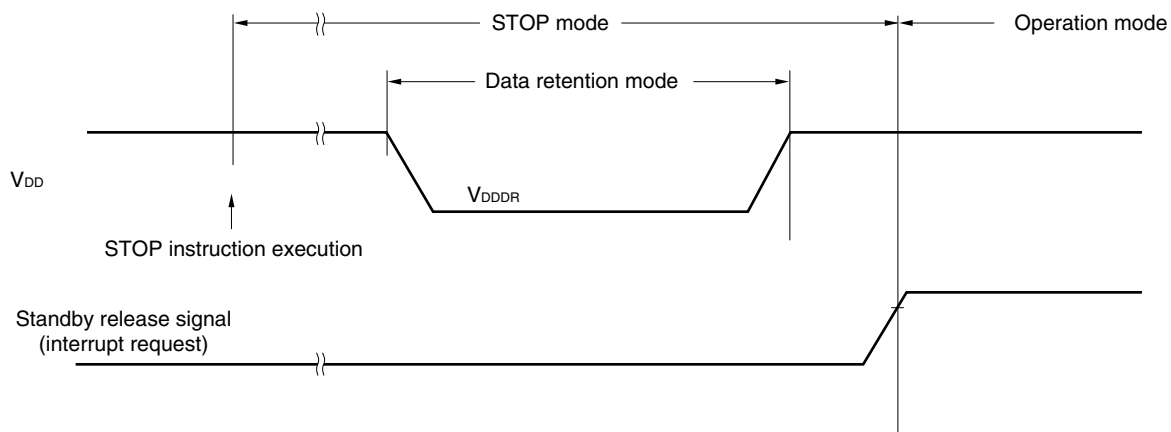 STOP mode
Operation mode
Data retention mode
VDD
VDDDR
STOP instruction execution
Standby release signal
(interrupt request)